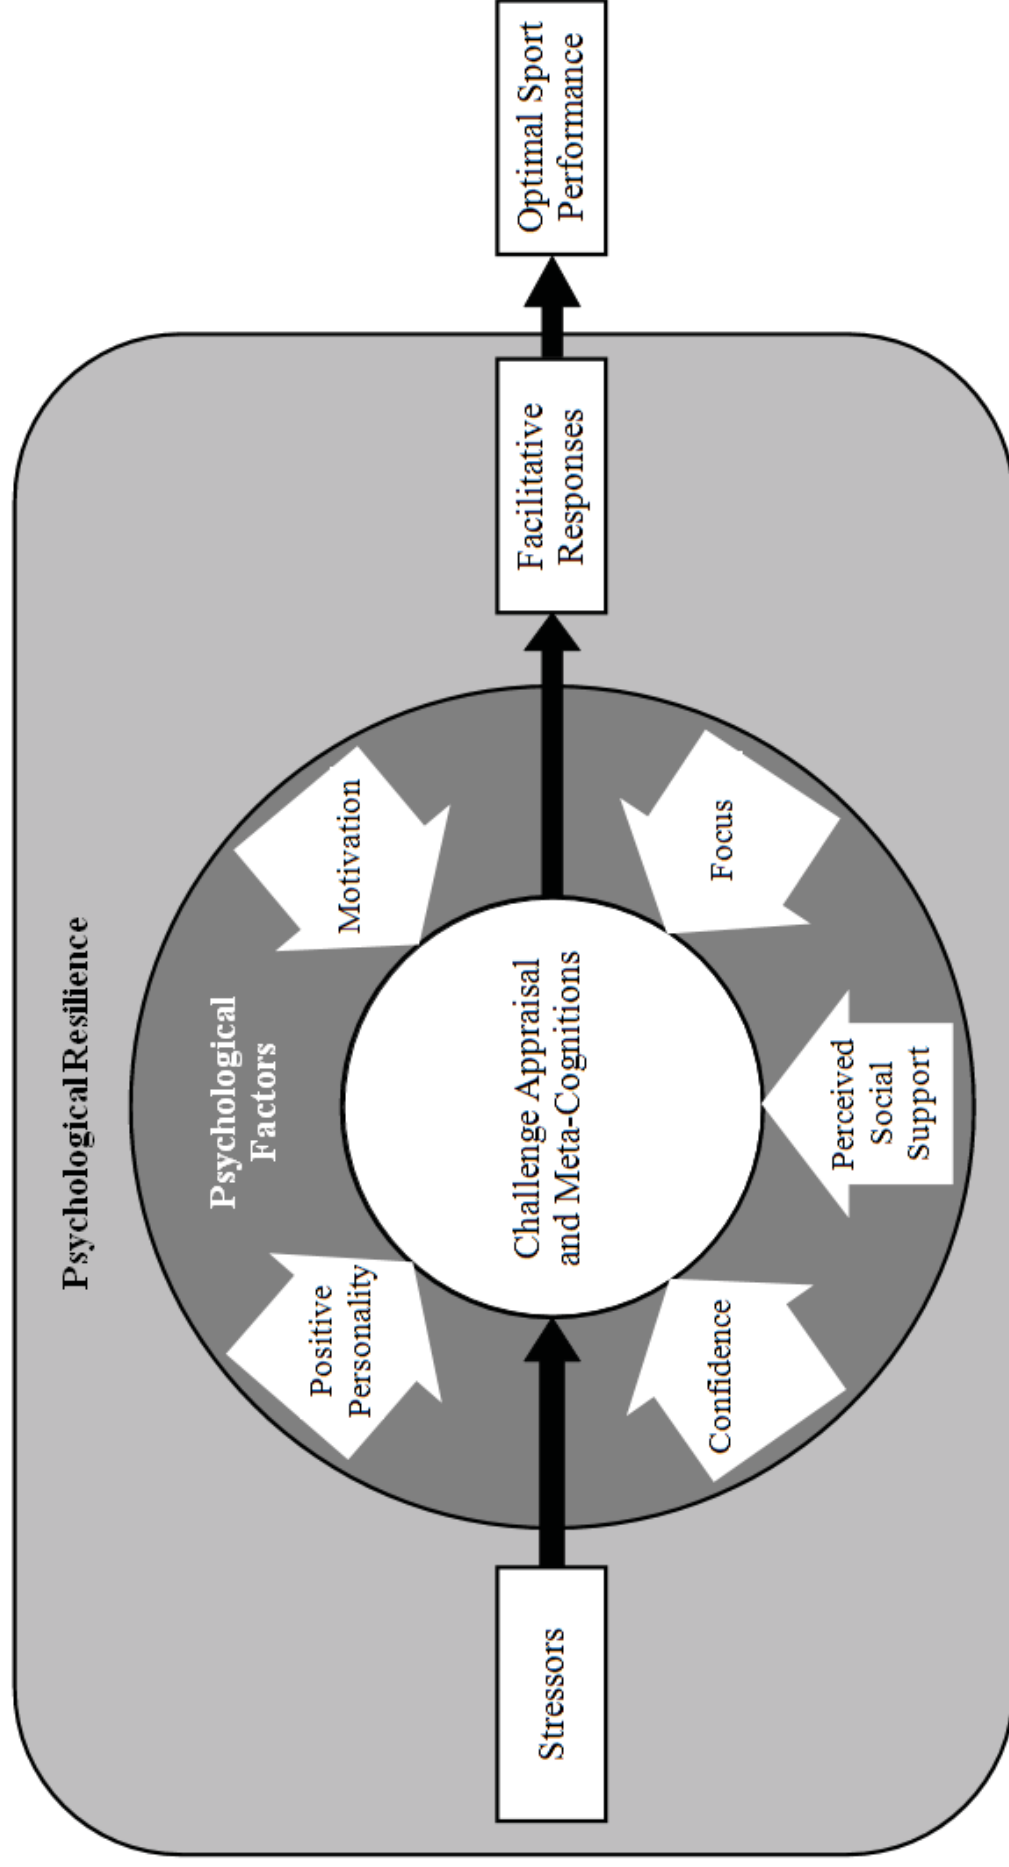 Psychological Resilience
Psychological
Factors
Positive
Personality
Motivation
Stressors
Challenge Appraisal
and Meta-Cognitions
Facilitative
Responses
Optimal Sport
Performance
Confidence
Perceived
Social
Support
Focus